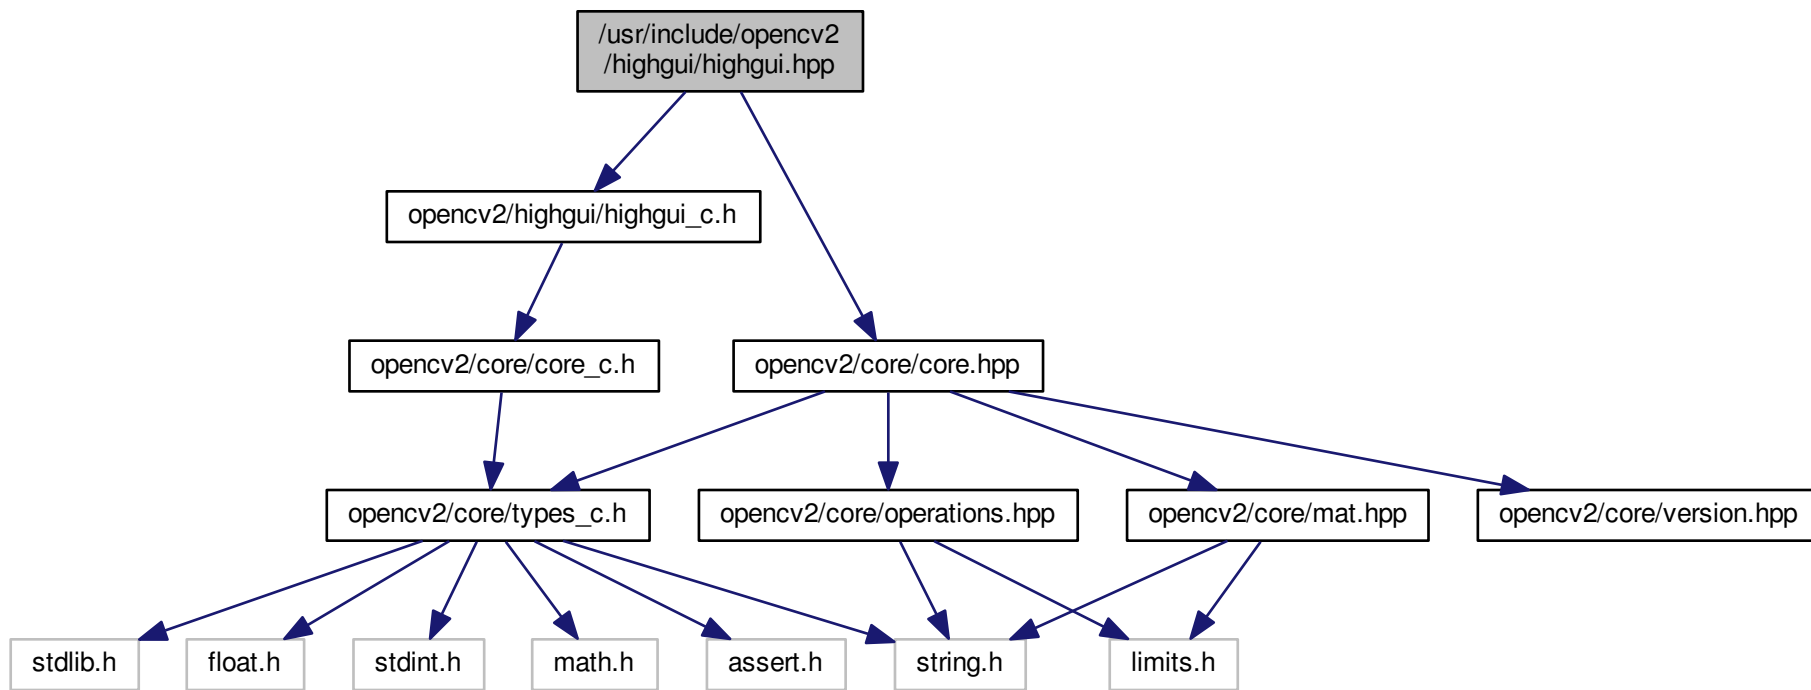 /usr/include/opencv2
/highgui/highgui.hpp
opencv2/highgui/highgui_c.h
opencv2/core/core_c.h
opencv2/core/core.hpp
opencv2/core/types_c.h
opencv2/core/operations.hpp
opencv2/core/mat.hpp
opencv2/core/version.hpp
stdlib.h
float.h
stdint.h
math.h
assert.h
string.h
limits.h